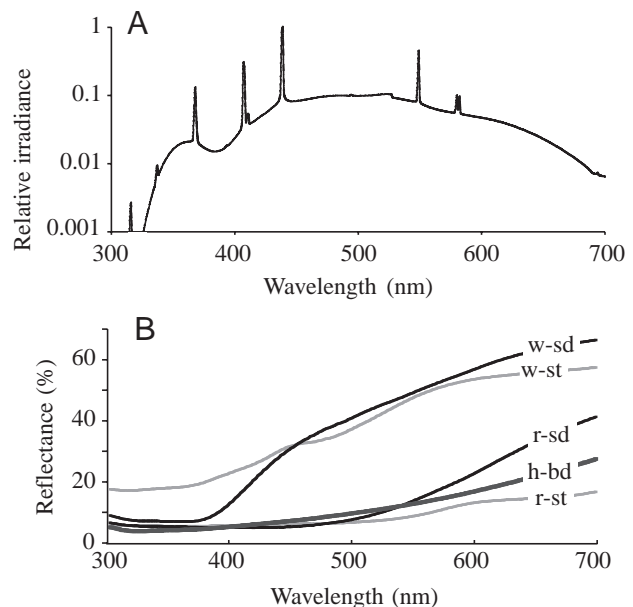 A
Relative irradiance
1
0.1
0.01
0.001
300 400 500 600 700
Wavelength (nm)
B
Reflectance (%)
60
40
20
0
w-sd
w-st
r-sd
h-bd
r-st
300 400 500 600 700
Wavelength (nm)